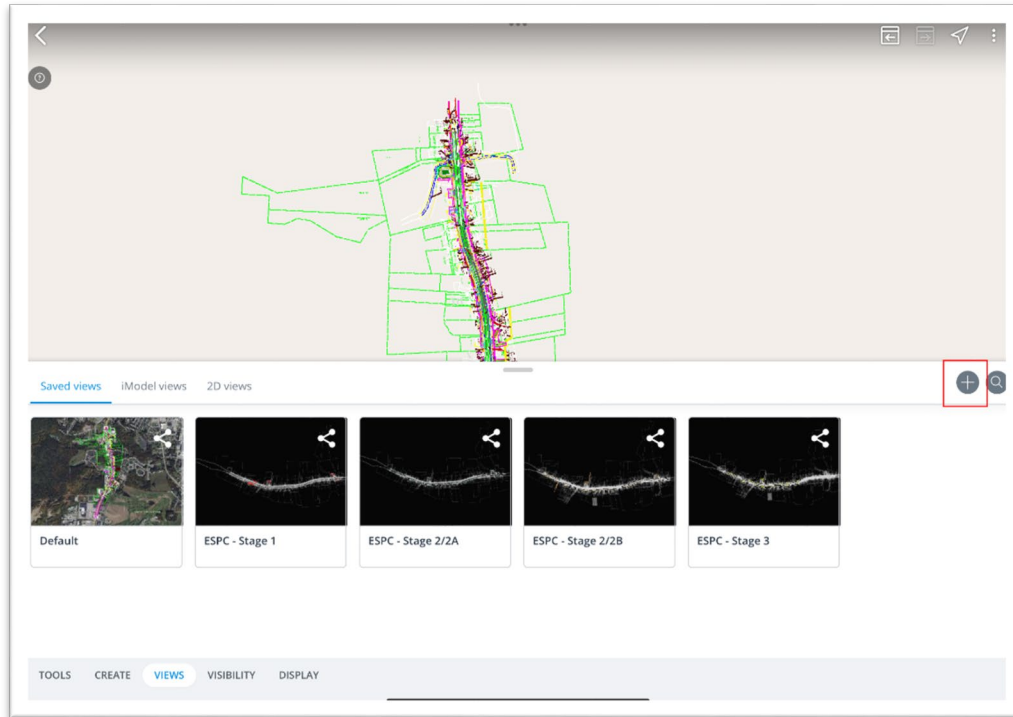 Saved views iModel views 2D views
Default ESPC - Stage 1 ESPC - Stage 2/2A ESPC - Stage 2/2B ESPC - Stage 3
TOOLS CREATE VIEWS VISIBILITY DISPLAY